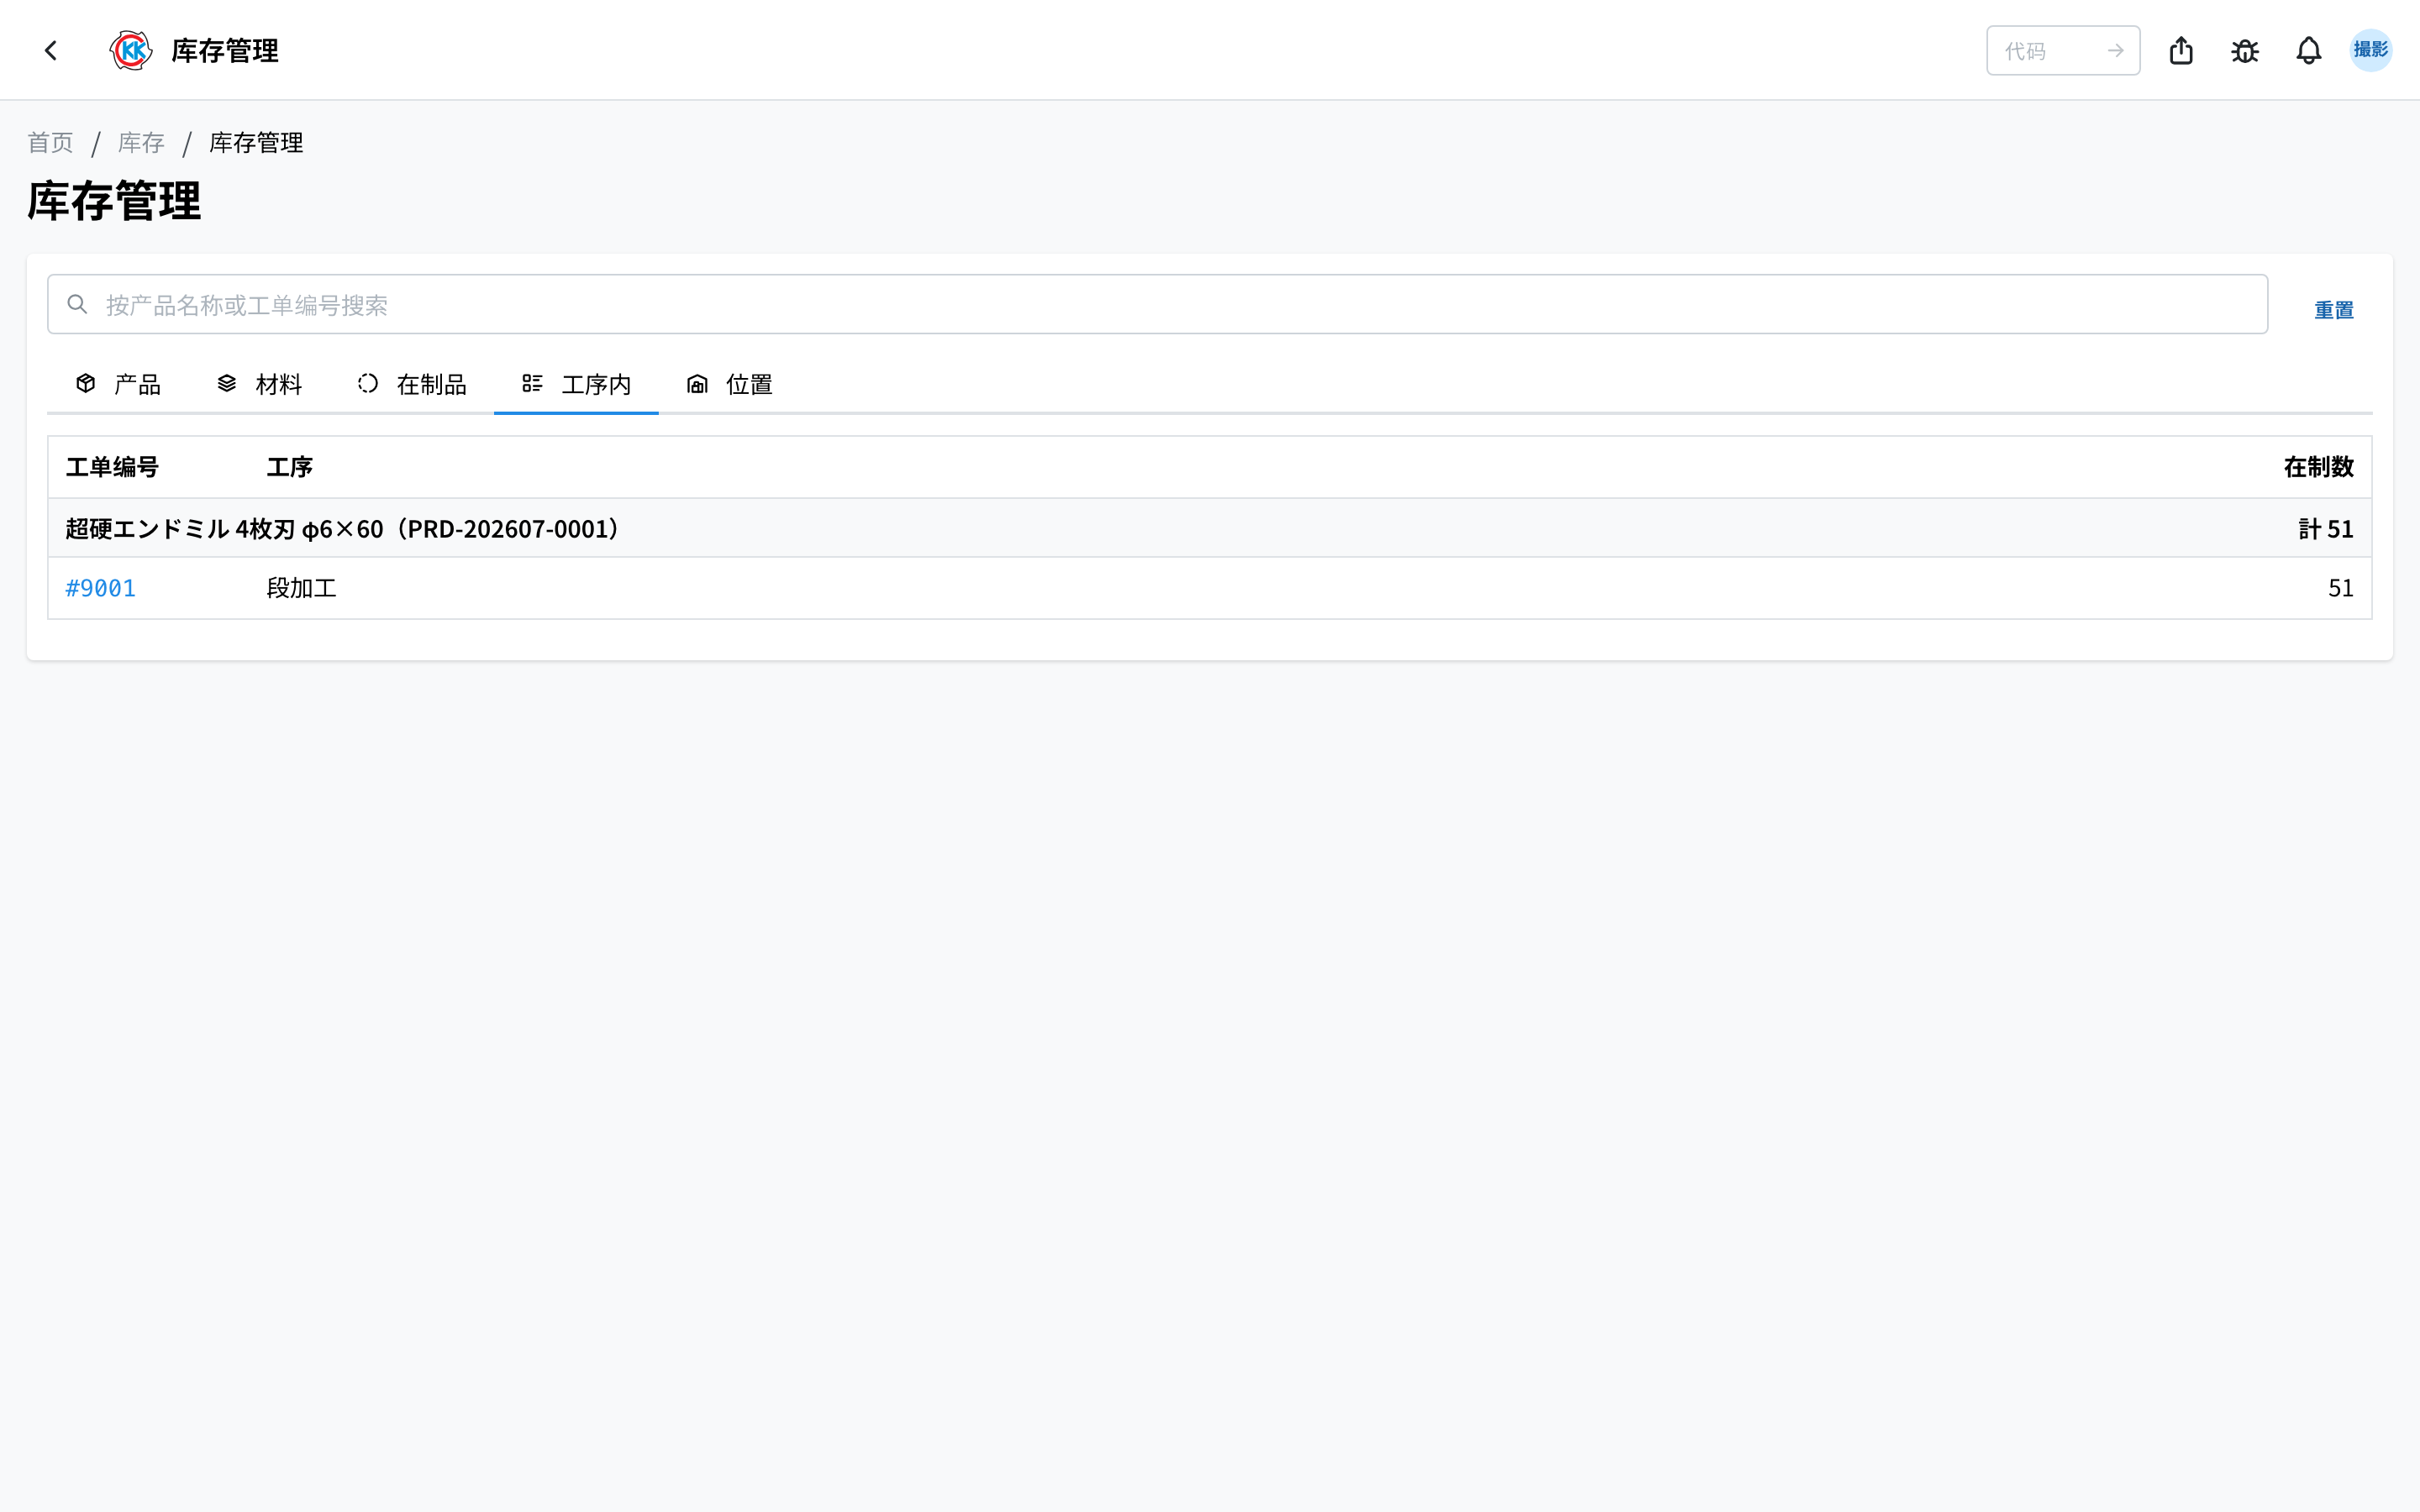 库存管理
代码
撮影
首页 / 库存 / 库存管理
库存管理
按产品名称或工单编号搜索
重置
产品 材料 在制品 工序内 位置
工单编号 工序 在制数
超硬エンドミル 4枚刃 φ6×60（PRD-202607-0001） 計 51
#9001 段加工 51